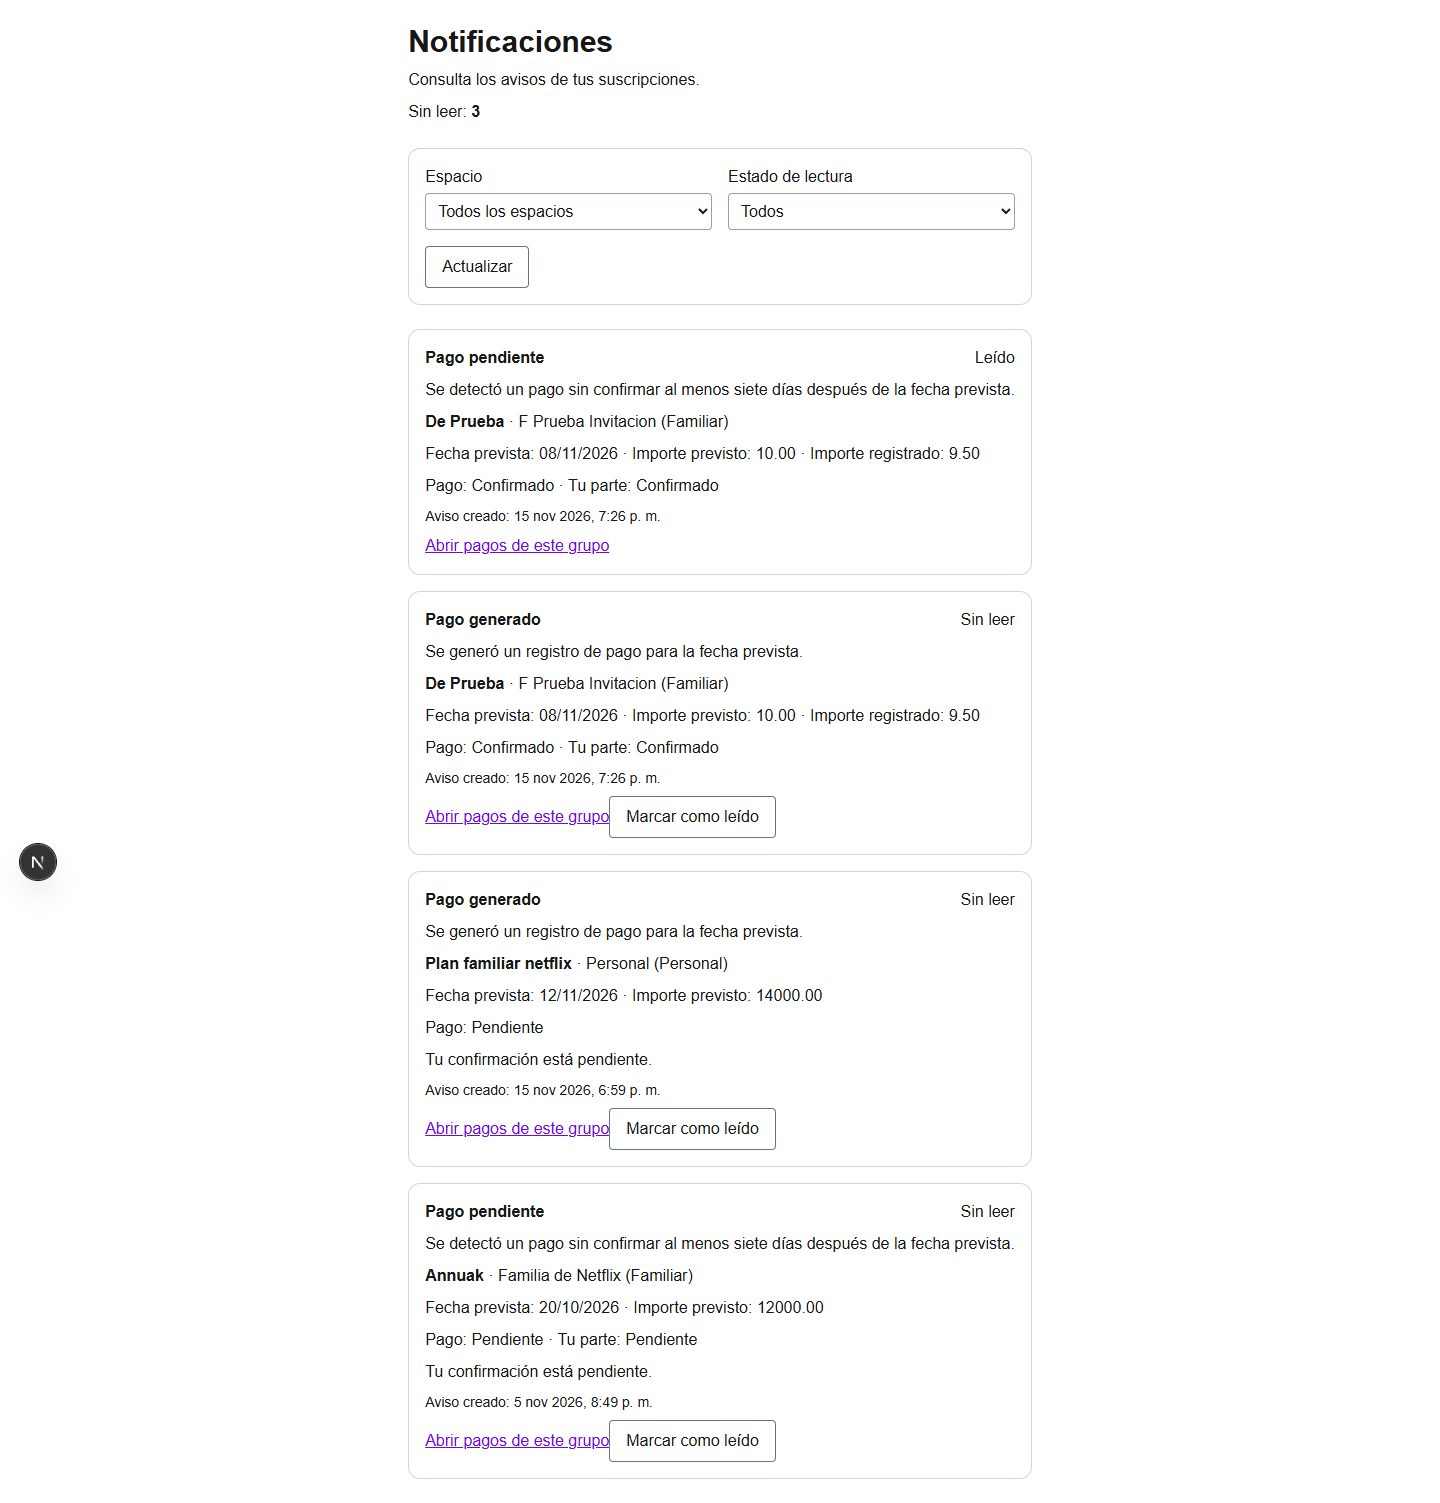 Notificaciones
Consulta los avisos de tus suscripciones.
Sin leer: 3
Espacio
Todos los espacios
Estado de lectura
Todos
Actualizar
Pago pendiente
Leído
Se detectó un pago sin confirmar al menos siete días después de la fecha prevista.
De Prueba · F Prueba Invitacion (Familiar)
Fecha prevista: 08/11/2026 · Importe previsto: 10.00 · Importe registrado: 9.50
Pago: Confirmado · Tu parte: Confirmado
Aviso creado: 15 nov 2026, 7:26 p. m.
Abrir pagos de este grupo
Pago generado
Sin leer
Se generó un registro de pago para la fecha prevista.
De Prueba · F Prueba Invitacion (Familiar)
Fecha prevista: 08/11/2026 · Importe previsto: 10.00 · Importe registrado: 9.50
Pago: Confirmado · Tu parte: Confirmado
Aviso creado: 15 nov 2026, 7:26 p. m.
Abrir pagos de este grupo
Marcar como leído
N
Pago generado
Sin leer
Se generó un registro de pago para la fecha prevista.
Plan familiar netflix · Personal (Personal)
Fecha prevista: 12/11/2026 · Importe previsto: 14000.00
Pago: Pendiente
Tu confirmación está pendiente.
Aviso creado: 15 nov 2026, 6:59 p. m.
Abrir pagos de este grupo
Marcar como leído
Pago pendiente
Sin leer
Se detectó un pago sin confirmar al menos siete días después de la fecha prevista.
Annuak · Familia de Netflix (Familiar)
Fecha prevista: 20/10/2026 · Importe previsto: 12000.00
Pago: Pendiente · Tu parte: Pendiente
Tu confirmación está pendiente.
Aviso creado: 5 nov 2026, 8:49 p. m.
Abrir pagos de este grupo
Marcar como leído